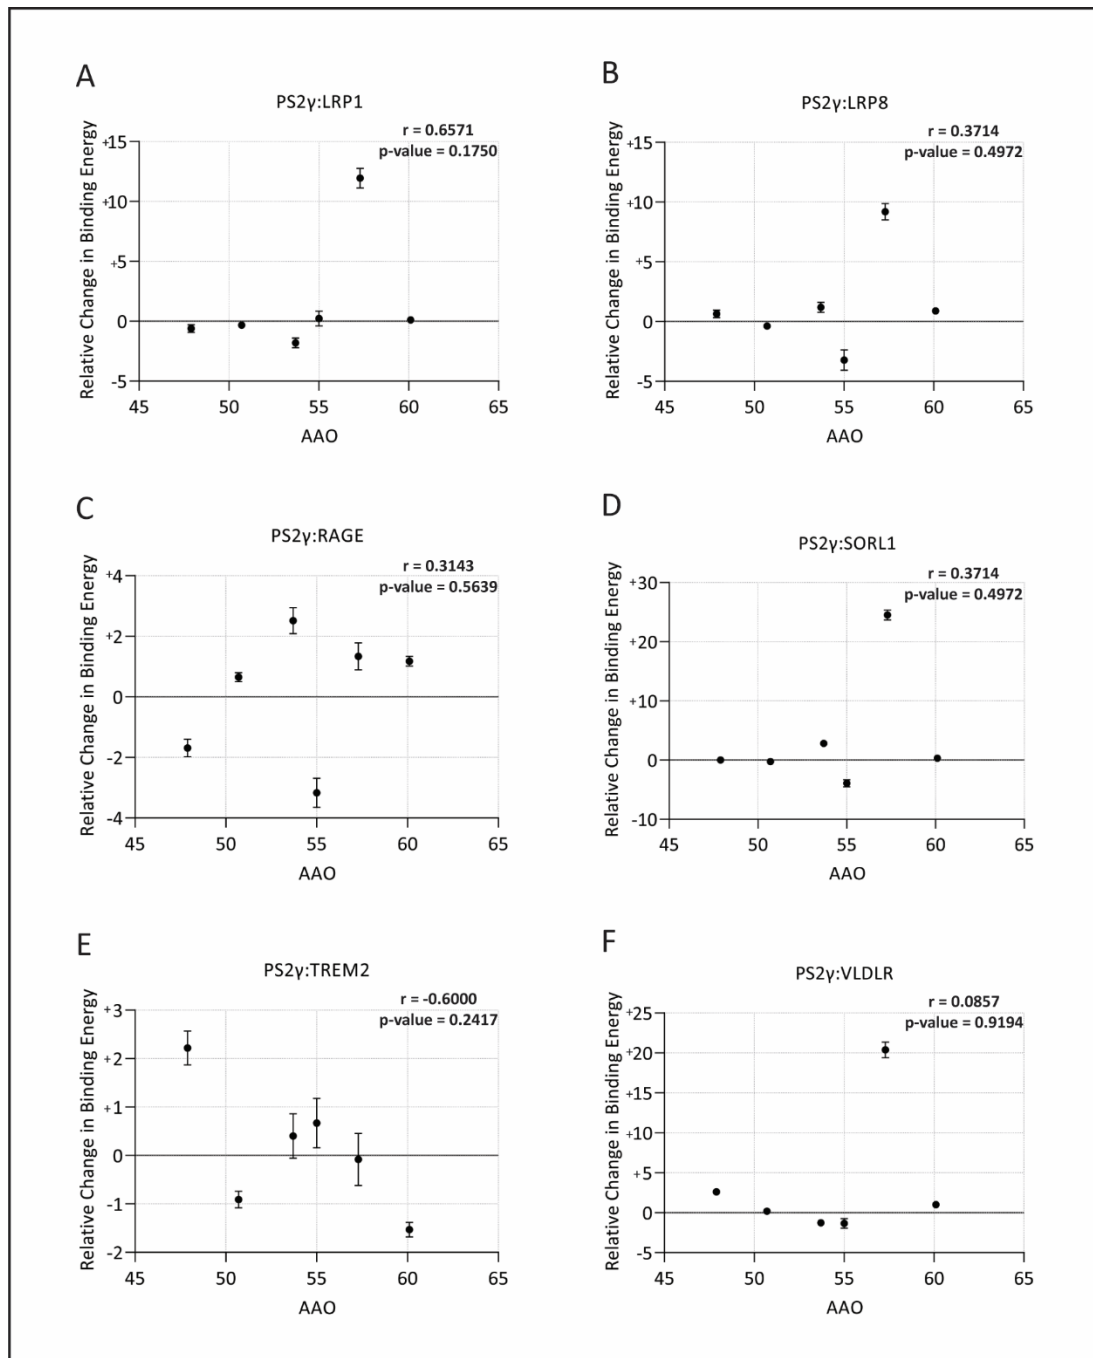 A
PS2γ:LRP1
r = 0.6571
p-value = 0.1750
Relative Change in Binding Energy
+15
+10
+5
0
-5
45 50 55 60 65
AAO
B
PS2γ:LRP8
r = 0.3714
p-value = 0.4972
Relative Change in Binding Energy
+15
+10
+5
0
-5
45 50 55 60 65
AAO
C
PS2γ:RAGE
r = 0.3143
p-value = 0.5639
Relative Change in Binding Energy
+4
+2
0
-2
-4
45 50 55 60 65
AAO
D
PS2γ:SORL1
r = 0.3714
p-value = 0.4972
Relative Change in Binding Energy
+30
+20
+10
0
-10
45 50 55 60 65
AAO
E
PS2γ:TREM2
r = -0.6000
p-value = 0.2417
Relative Change in Binding Energy
+3
+2
+1
0
-1
-2
45 50 55 60 65
AAO
F
PS2γ:VLDLR
r = 0.0857
p-value = 0.9194
Relative Change in Binding Energy
+25
+20
+15
+10
+5
0
-5
45 50 55 60 65
AAO